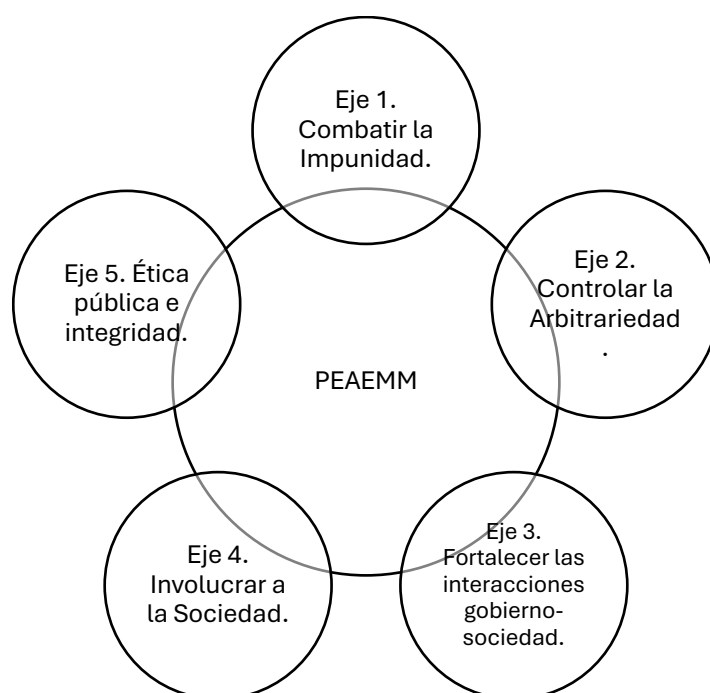 Eje 1.
Combatir la
Impunidad.
Eje 2.
Controlar la
Arbitrariedad
.
Eje 3.
Fortalecer las
interacciones
gobierno-
sociedad.
Eje 4.
Involucrar a
la Sociedad.
Eje 5. Ética
pública e
integridad.
PEAEMM